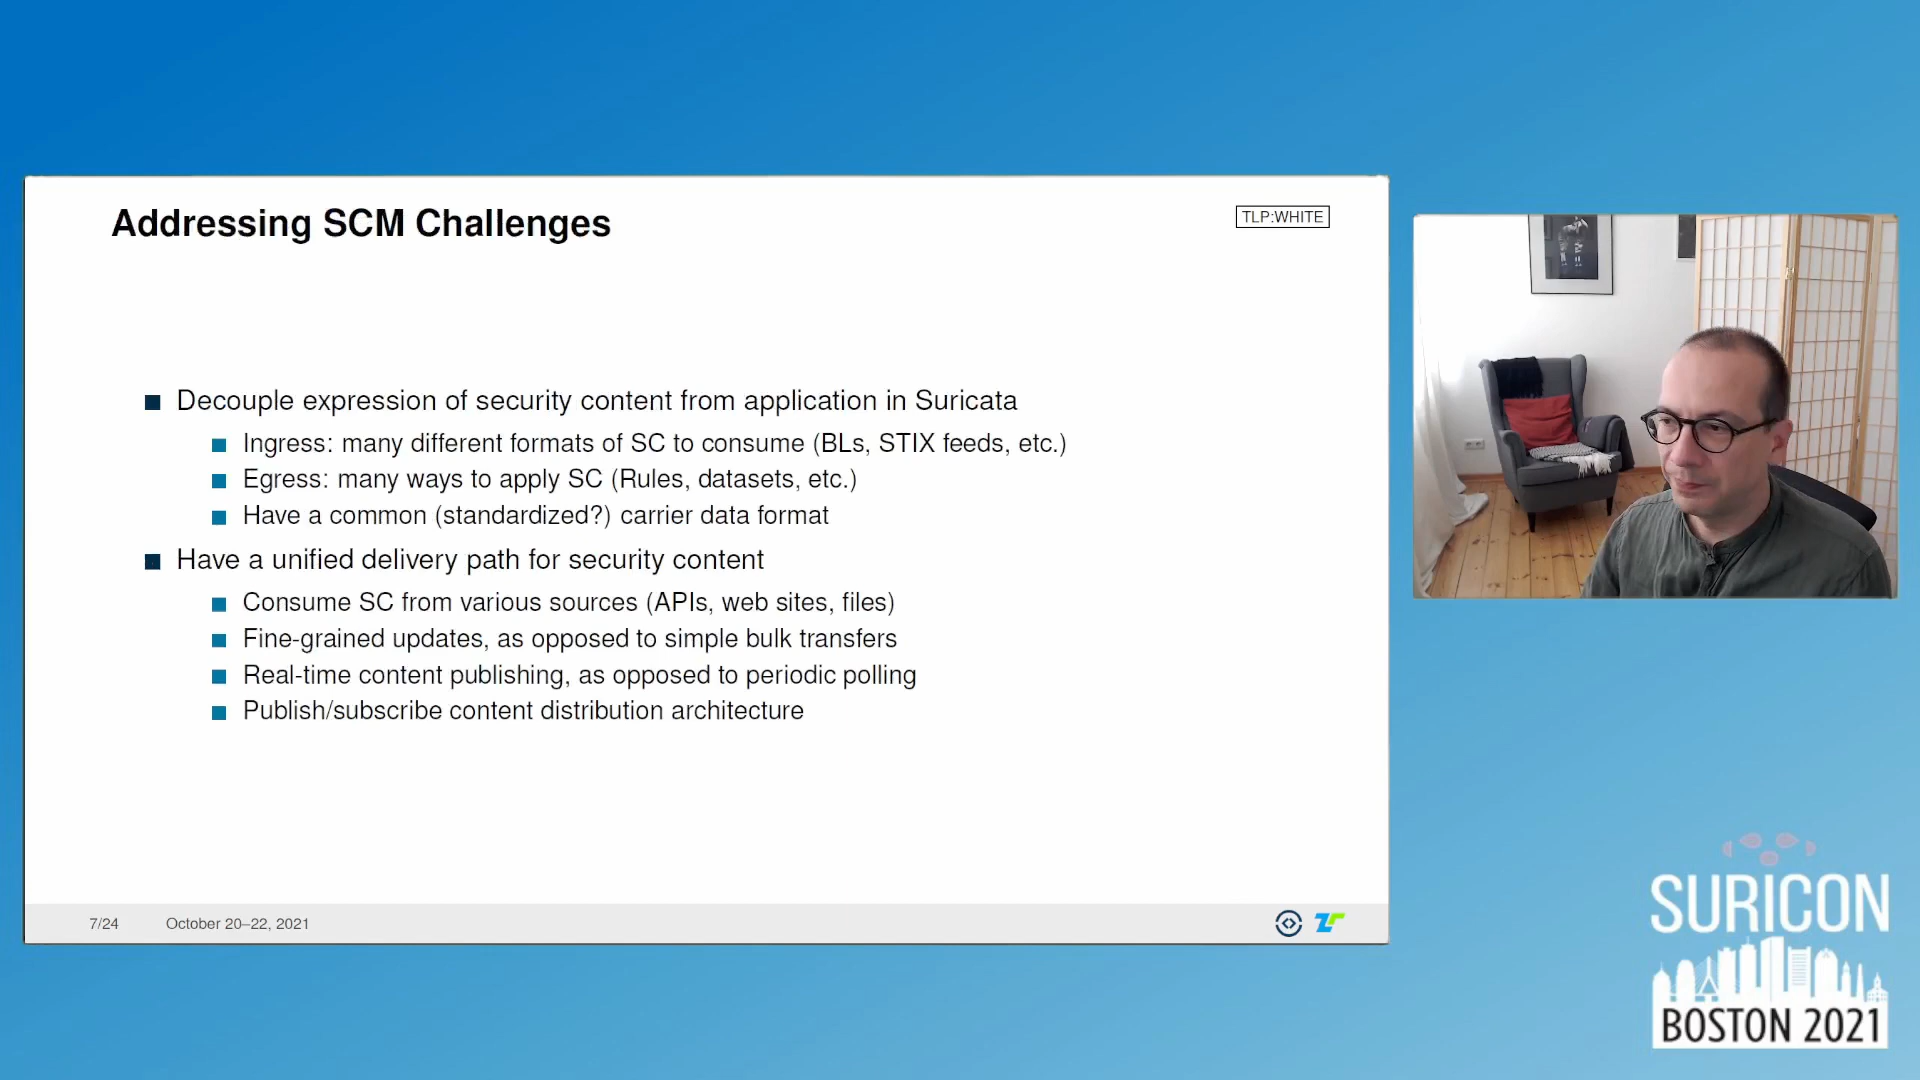 Addressing SCM Challenges
TLP:WHITE
Decouple expression of security content from application in Suricata
Ingress: many different formats of SC to consume (BLs, STIX feeds, etc.)
Egress: many ways to apply SC (Rules, datasets, etc.)
Have a common (standardized?) carrier data format
Have a unified delivery path for security content
Consume SC from various sources (APIs, web sites, files)
Fine-grained updates, as opposed to simple bulk transfers
Real-time content publishing, as opposed to periodic polling
Publish/subscribe content distribution architecture
7/24
October 20–22, 2021
SURICON
BOSTON 2021